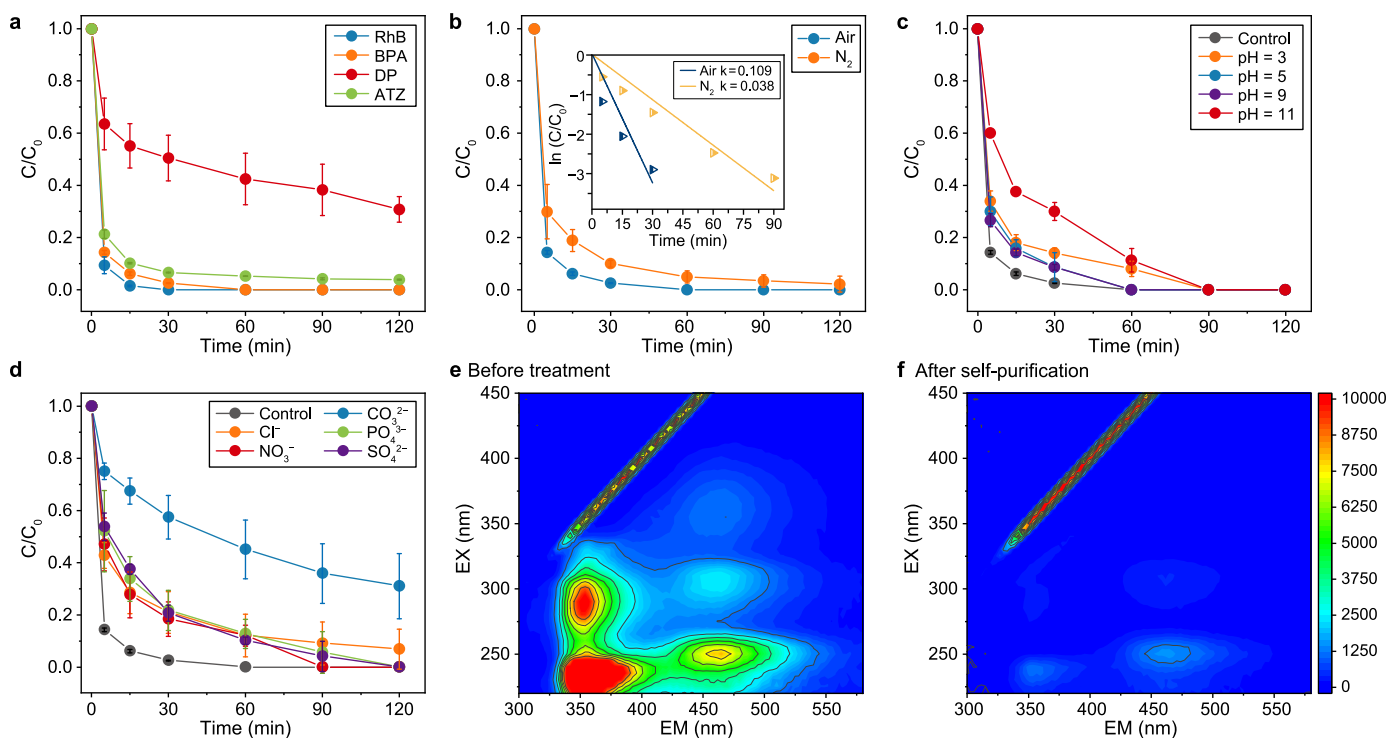 a
1.0
0.8
0.6
0.4
0.2
0.0
C/C₀
0 30 60 90 120
Time (min)
RhB
BPA
DP
ATZ
b
1.0
0.8
0.6
0.4
0.2
0.0
C/C₀
0 30 60 90 120
Time (min)
Air
N₂
0
−1
−2
−3
ln (C/C₀)
0 15 30 45 60 75 90
Time (min)
Air k=0.109
N₂ k=0.038
c
1.0
0.8
0.6
0.4
0.2
0.0
C/C₀
0 30 60 90 120
Time (min)
Control
pH = 3
pH = 5
pH = 9
pH = 11
d
1.0
0.8
0.6
0.4
0.2
0.0
C/C₀
0 30 60 90 120
Time (min)
Control
Cl⁻
NO₃⁻
CO₃²⁻
PO₄³⁻
SO₄²⁻
e Before treatment
450
400
350
300
250
EX (nm)
300 350 400 450 500 550
EM (nm)
f After self-purification
450
400
350
300
250
300 350 400 450 500 550
EM (nm)
10000
8750
7500
6250
5000
3750
2500
1250
0